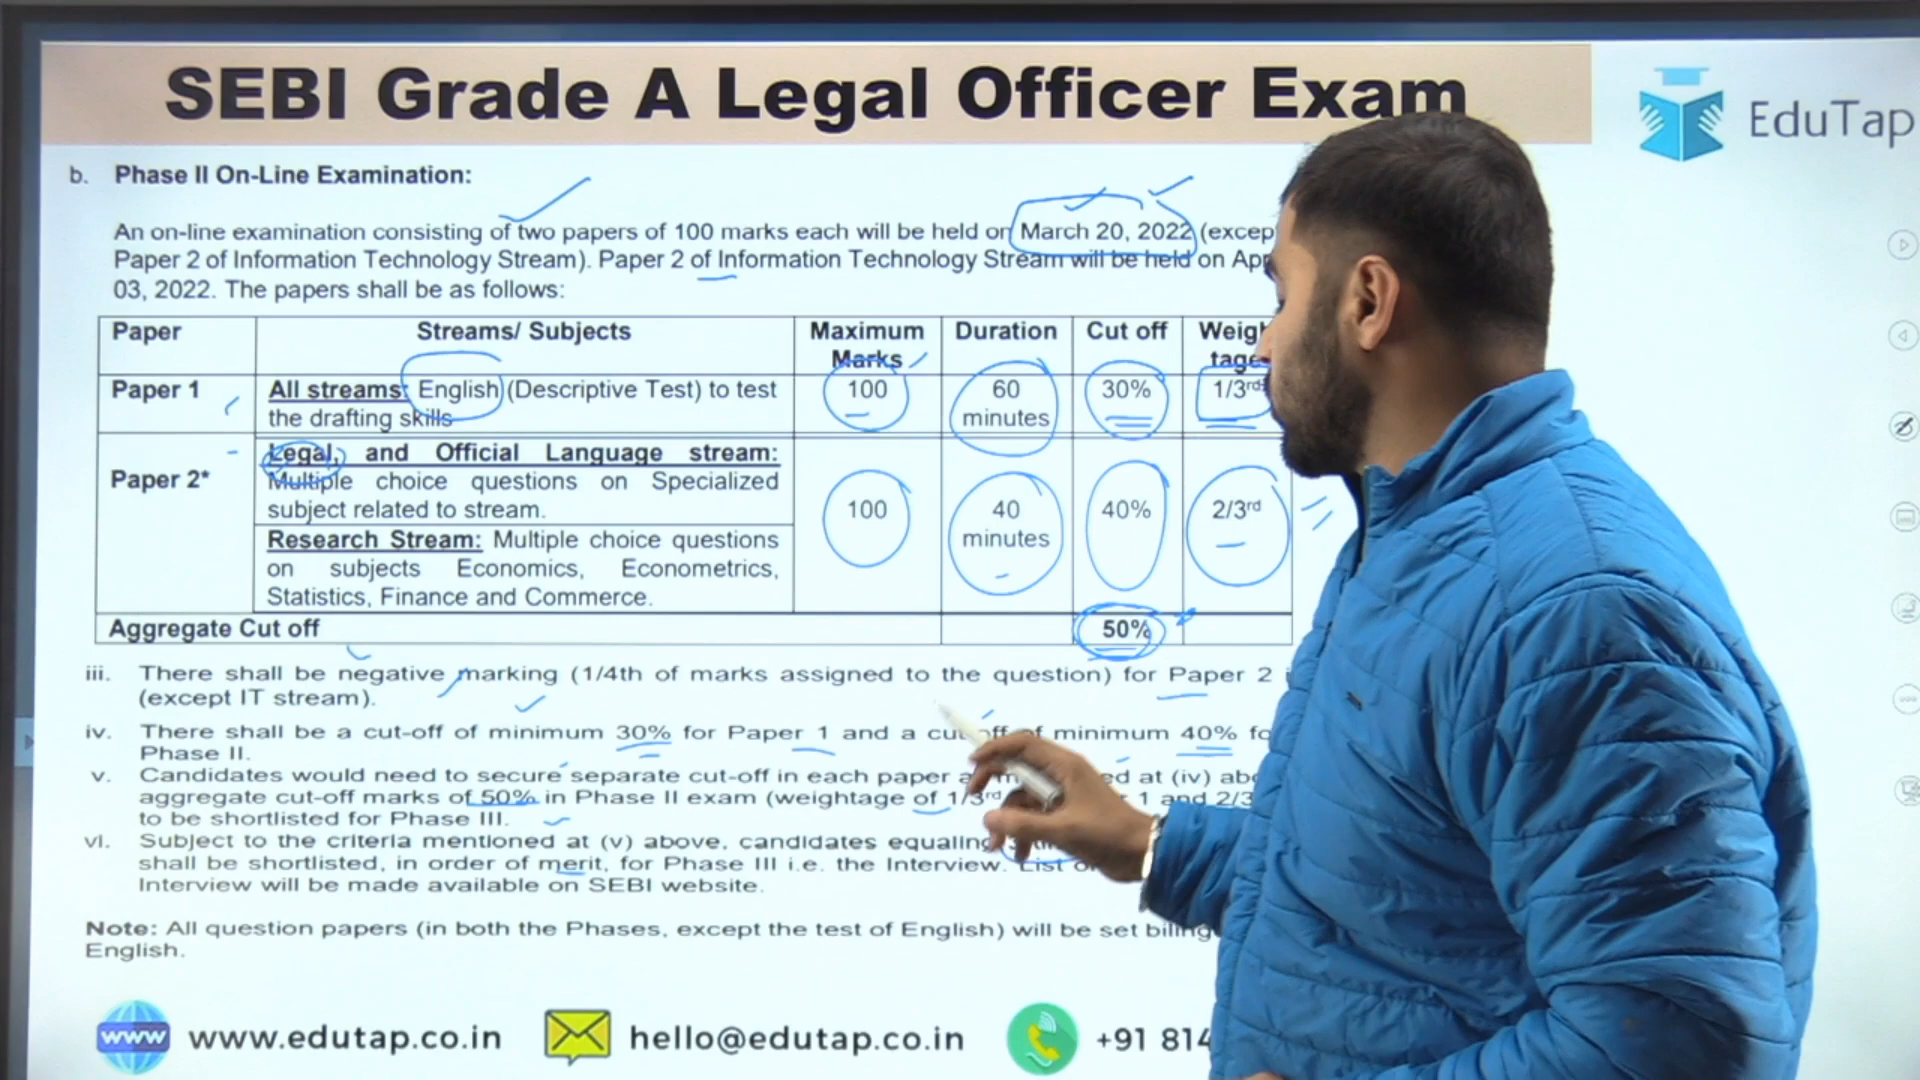 SEBI Grade A Legal Officer Exam
EduTap
b. Phase II On-Line Examination:
An on-line examination consisting of two papers of 100 marks each will be held on March 20, 2022 (excep
Paper 2 of Information Technology Stream). Paper 2 of Information Technology Stream will be held on Ap
03, 2022. The papers shall be as follows:
Paper Streams/ Subjects Maximum Marks Duration Cut off Weigh tage
Paper 1 All streams: English (Descriptive Test) to test the drafting skills 100 60 minutes 30% 1/3rd
Paper 2* Legal, and Official Language stream: Multiple choice questions on Specialized subject related to stream. 100 40 minutes 40% 2/3rd
Research Stream: Multiple choice questions on subjects Economics, Econometrics, Statistics, Finance and Commerce.
Aggregate Cut off 50%
iii. There shall be negative marking (1/4th of marks assigned to the question) for Paper 2
(except IT stream).
iv. There shall be a cut-off of minimum 30% for Paper 1 and a cut off of minimum 40% fo
Phase II.
v. Candidates would need to secure separate cut-off in each paper ed at (iv) abo
aggregate cut-off marks of 50% in Phase II exam (weightage of 1/3rd 1 and 2/3
to be shortlisted for Phase III.
vi. Subject to the criteria mentioned at (v) above, candidates equaling
shall be shortlisted, in order of merit, for Phase III i.e. the Interview. List
Interview will be made available on SEBI website.
Note: All question papers (in both the Phases, except the test of English) will be set biling
English.
www www.edutap.co.in hello@edutap.co.in +91 814